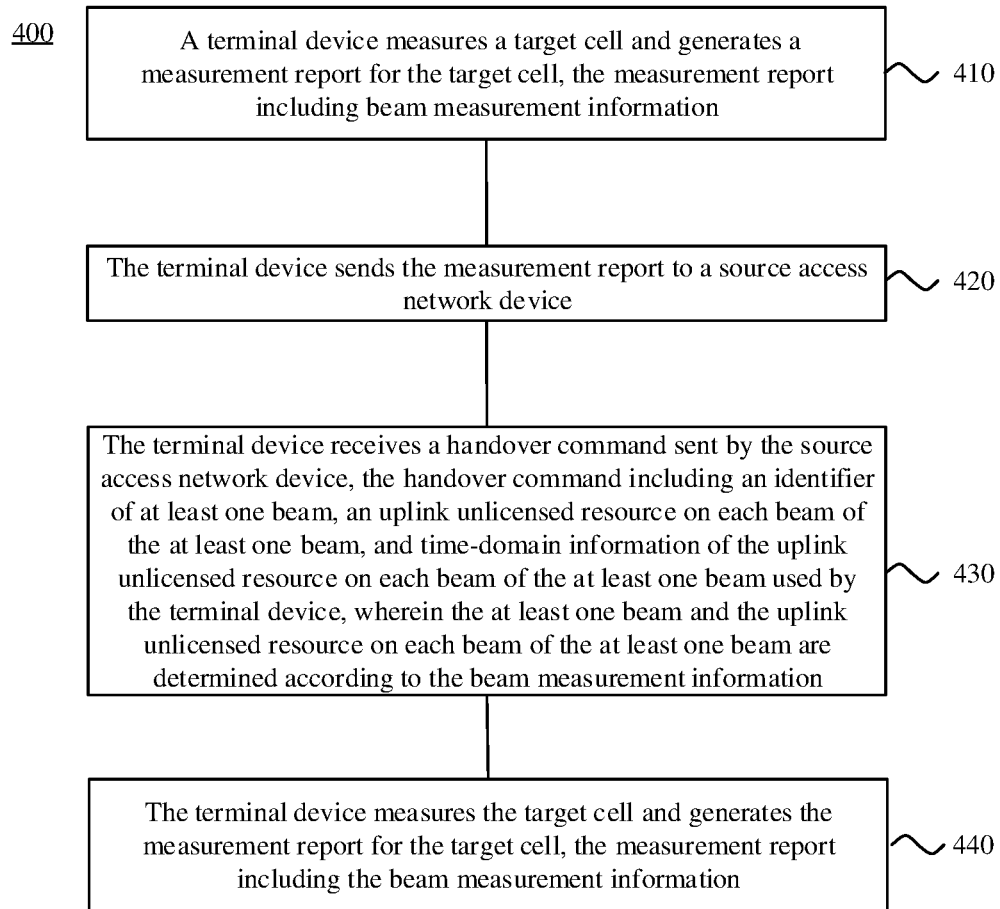 400
A terminal device measures a target cell and generates a
measurement report for the target cell, the measurement report
including beam measurement information
410
The terminal device sends the measurement report to a source access
network device
420
The terminal device receives a handover command sent by the source
access network device, the handover command including an identifier
of at least one beam, an uplink unlicensed resource on each beam of
the at least one beam, and time-domain information of the uplink
unlicensed resource on each beam of the at least one beam used by
the terminal device, wherein the at least one beam and the uplink
unlicensed resource on each beam of the at least one beam are
determined according to the beam measurement information
430
The terminal device measures the target cell and generates the
measurement report for the target cell, the measurement report
including the beam measurement information
440